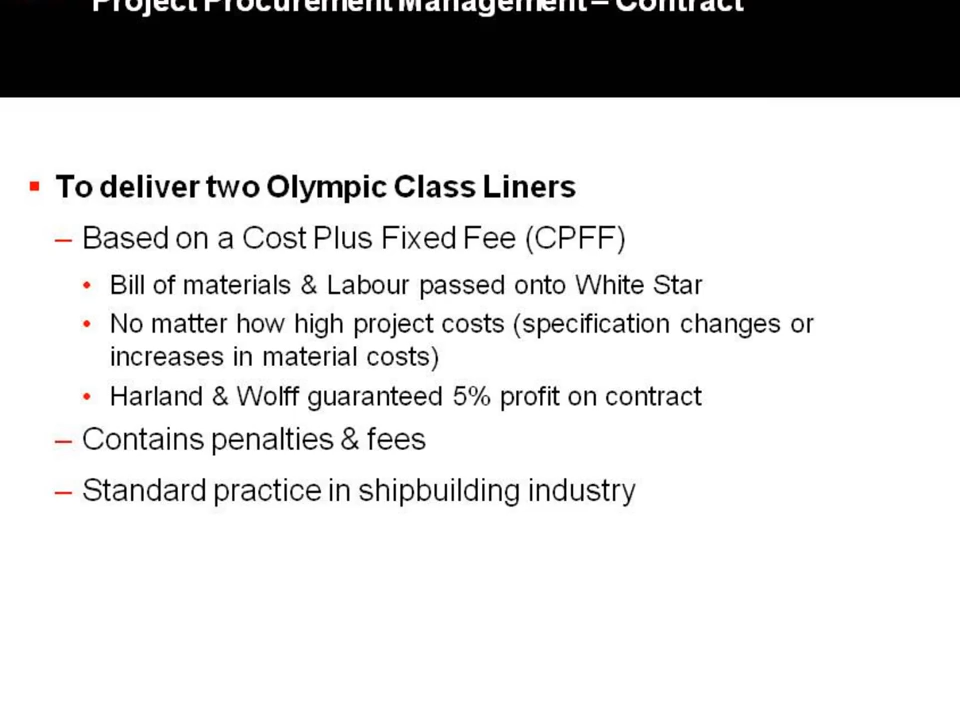 Project Procurement Management – Contract
▪ To deliver two Olympic Class Liners
– Based on a Cost Plus Fixed Fee (CPFF)
• Bill of materials & Labour passed onto White Star
• No matter how high project costs (specification changes or
increases in material costs)
• Harland & Wolff guaranteed 5% profit on contract
– Contains penalties & fees
– Standard practice in shipbuilding industry